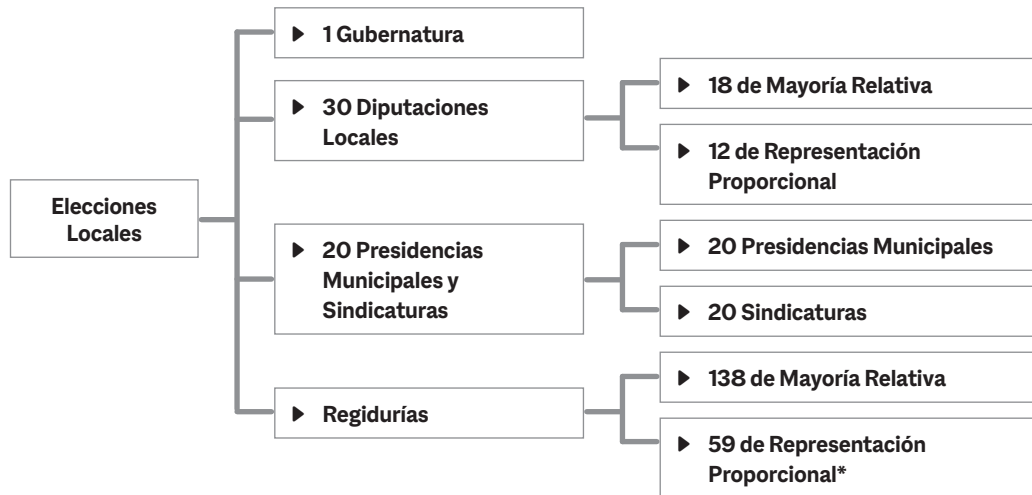 Elecciones
Locales
▶ 1 Gubernatura
▶ 30 Diputaciones
Locales
▶ 18 de Mayoría Relativa
▶ 12 de Representación
Proporcional
▶ 20 Presidencias
Municipales y
Sindicaturas
▶ 20 Presidencias Municipales
▶ 20 Sindicaturas
▶ Regidurías
▶ 138 de Mayoría Relativa
▶ 59 de Representación
Proporcional*